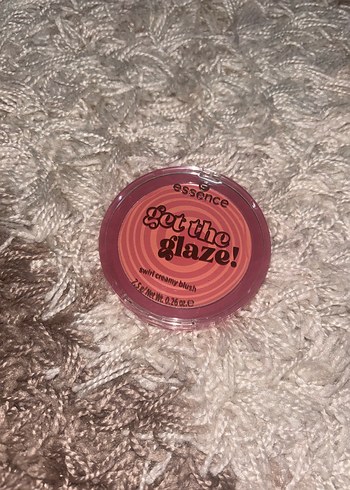 essence
get the
glaze!
swirl creamy blush
7.5 g/Net Wt. 0.26 oz.℮